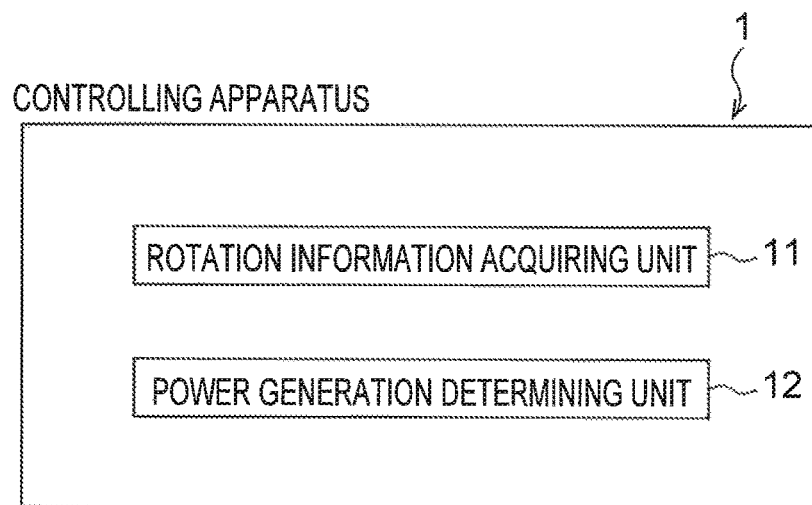 1
CONTROLLING APPARATUS
ROTATION INFORMATION ACQUIRING UNIT 11
POWER GENERATION DETERMINING UNIT 12